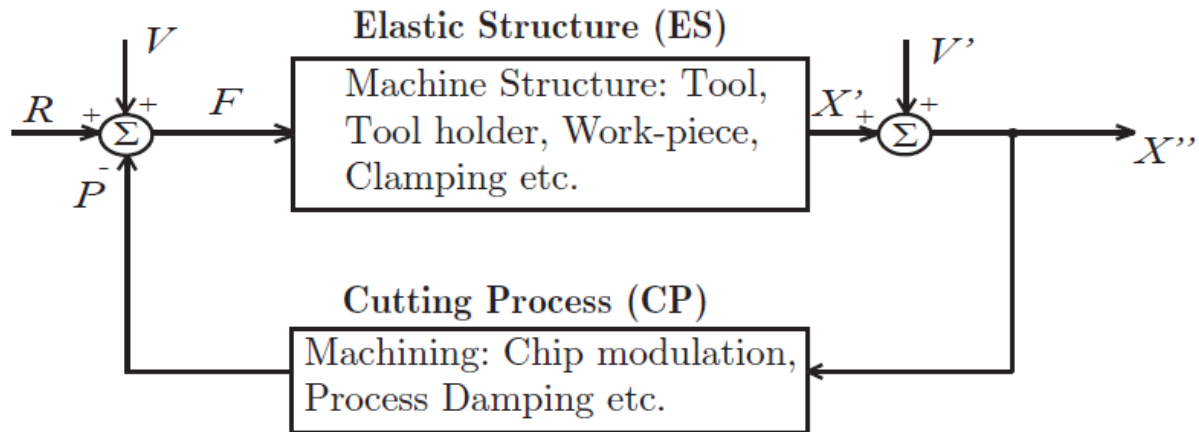 Elastic Structure (ES)
V
V'
+
+
R
+
Σ
F
Machine Structure: Tool,
Tool holder, Work-piece,
Clamping etc.
X'
+
Σ
X''
P
-
Cutting Process (CP)
Machining: Chip modulation,
Process Damping etc.